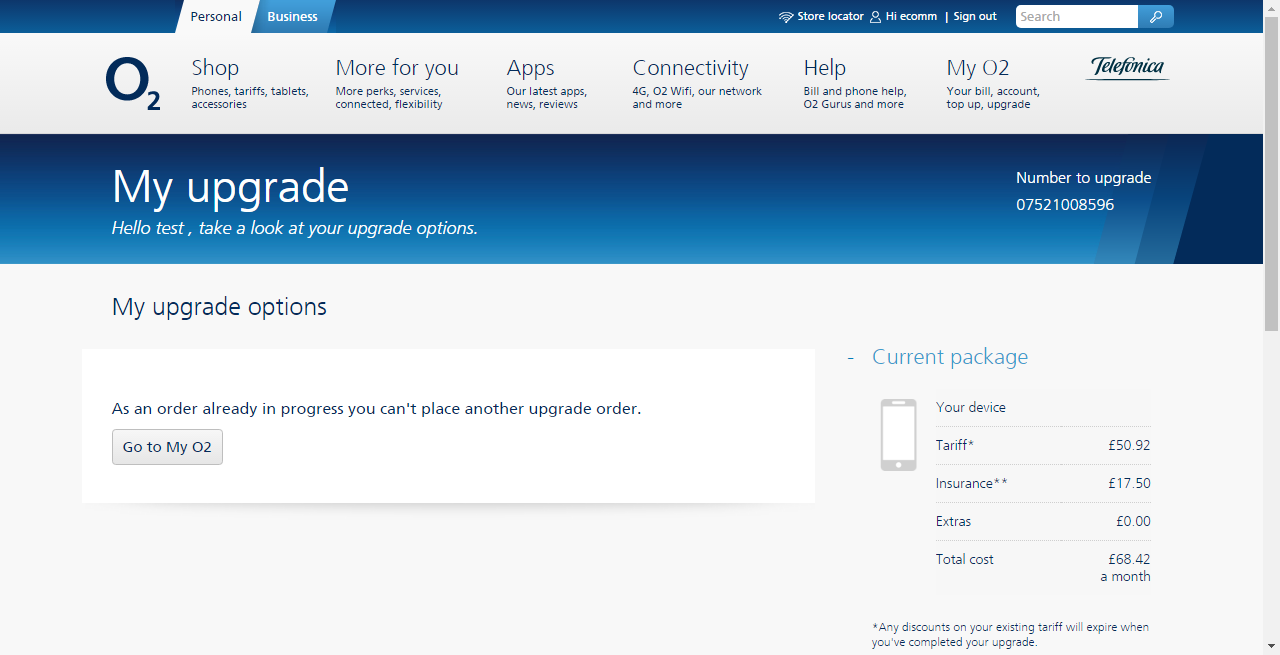 Personal
Business
Store locator
Hi ecomm | Sign out
Search
O2
Shop
Phones, tariffs, tablets,
accessories
More for you
More perks, services,
connected, flexibility
Apps
Our latest apps,
news, reviews
Connectivity
4G, O2 Wifi, our network
and more
Help
Bill and phone help,
O2 Gurus and more
My O2
Your bill, account,
top up, upgrade
Telefónica
My upgrade
Hello test , take a look at your upgrade options.
Number to upgrade
07521008596
My upgrade options
As an order already in progress you can't place another upgrade order.
Go to My O2
- Current package
Your device
Tariff* £50.92
Insurance** £17.50
Extras £0.00
Total cost £68.42
a month
*Any discounts on your existing tariff will expire when
you've completed your upgrade.